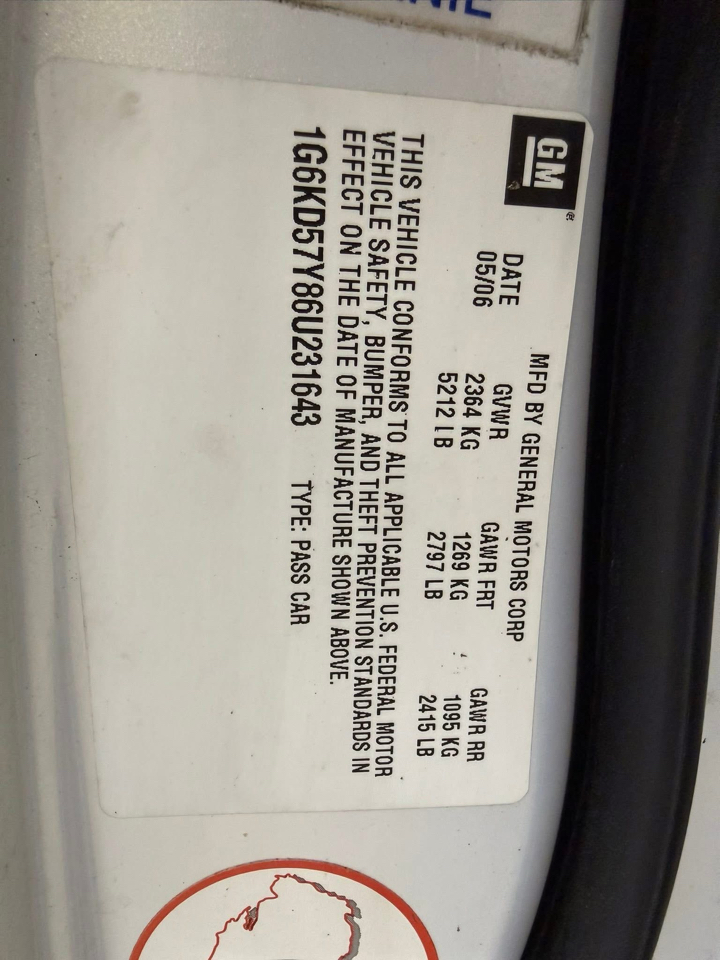 GM
MFD BY GENERAL MOTORS CORP
DATE GVWR GAWR FRT GAWR RR
05/06 2364 KG 1269 KG 1095 KG
5212 LB 2797 LB 2415 LB
THIS VEHICLE CONFORMS TO ALL APPLICABLE U.S. FEDERAL MOTOR
VEHICLE SAFETY, BUMPER, AND THEFT PREVENTION STANDARDS IN
EFFECT ON THE DATE OF MANUFACTURE SHOWN ABOVE.
1G6KD57Y86U231643 TYPE: PASS CAR